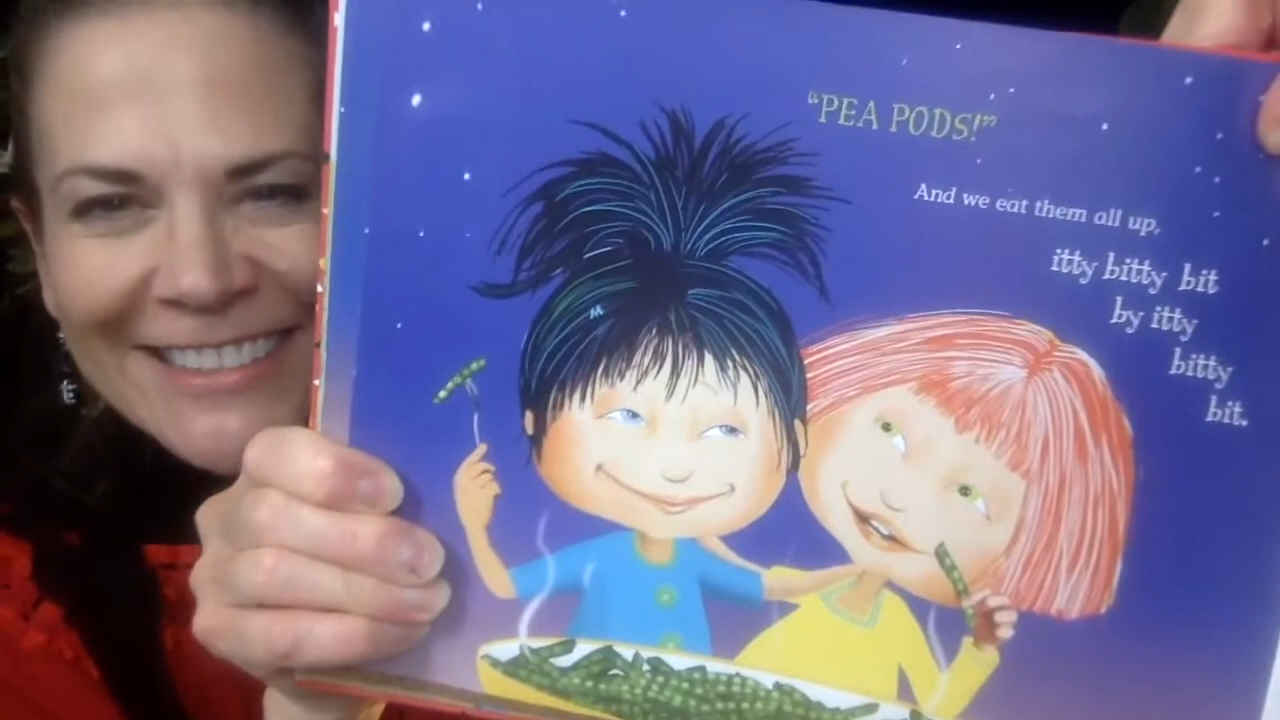 “PEA PODS!”
And we eat them all up,
itty bitty bit
by itty
bitty
bit.